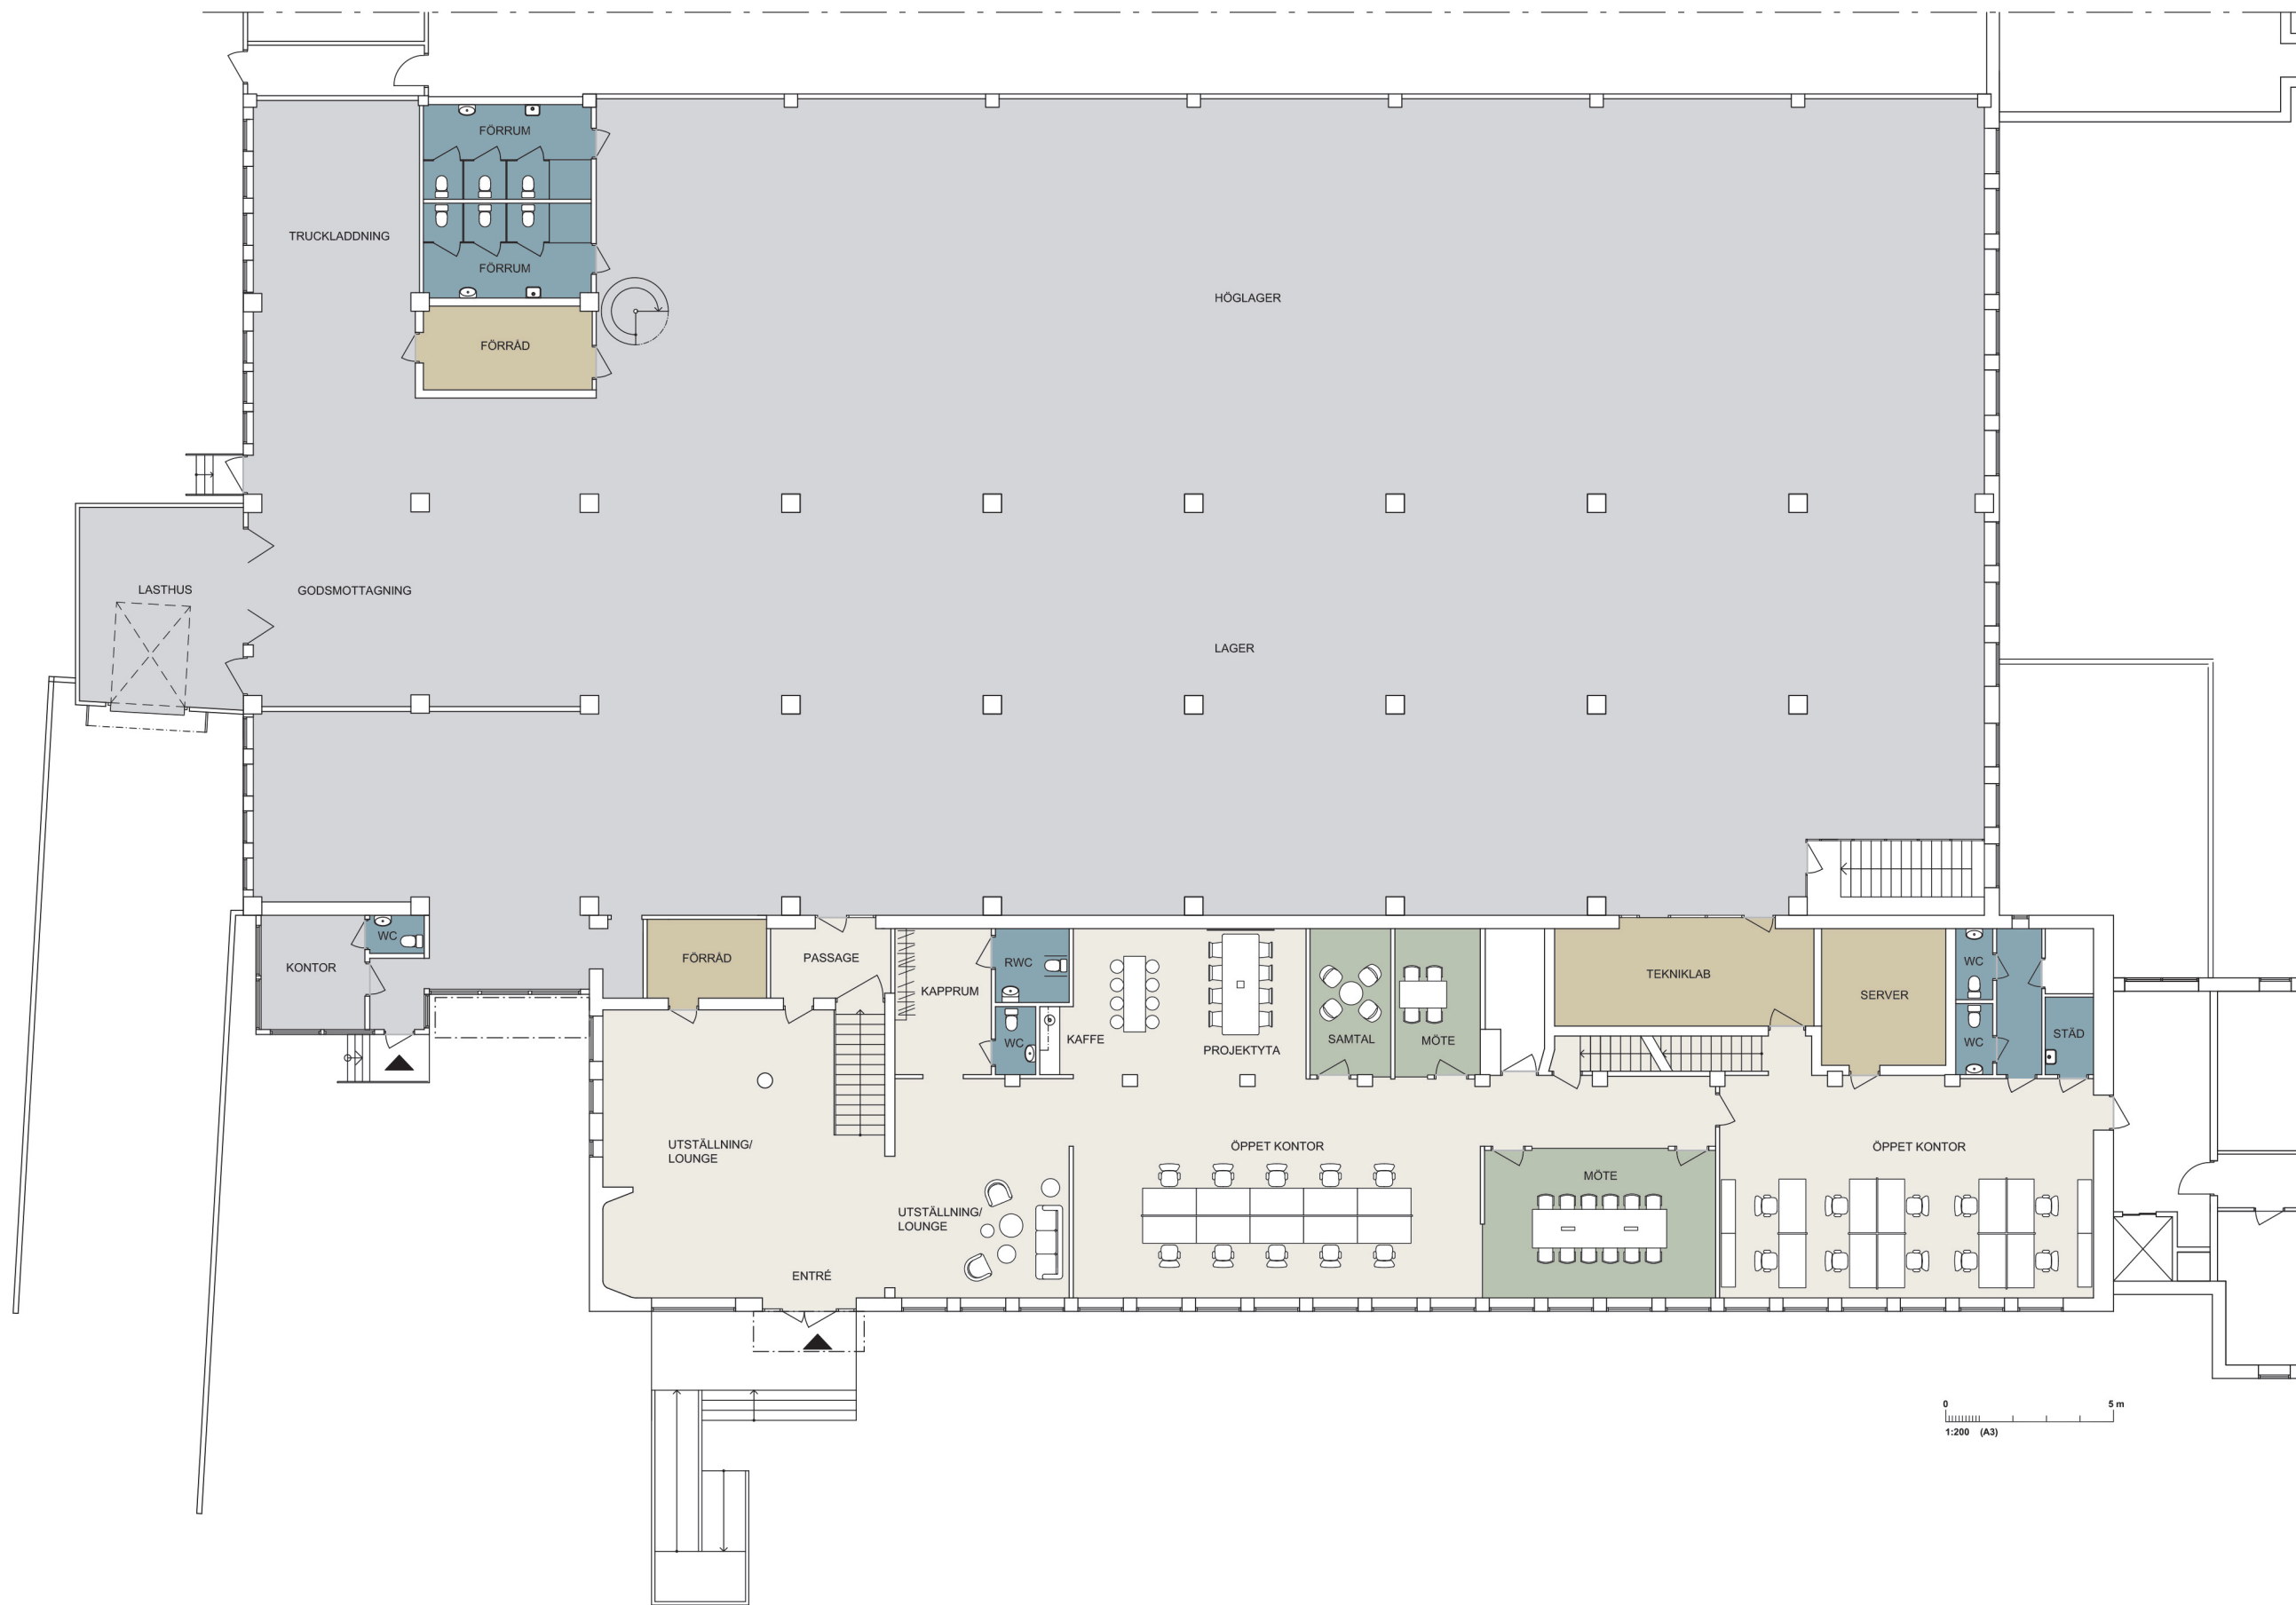 FÖRRUM
TRUCKLADDNING
FÖRRUM
HÖGLAGER
FÖRRÅD
LASTHUS
GODSMOTTAGNING
LAGER
WC
KONTOR
FÖRRÅD
PASSAGE
KAPPRUM
RWC
WC
KAFFE
PROJEKTYTA
SAMTAL
MÖTE
TEKNIKLAB
SERVER
WC
WC
STÄD
UTSTÄLLNING/
LOUNGE
UTSTÄLLNING/
LOUNGE
ENTRÉ
ÖPPET KONTOR
MÖTE
ÖPPET KONTOR
0 5 m
1:200 (A3)